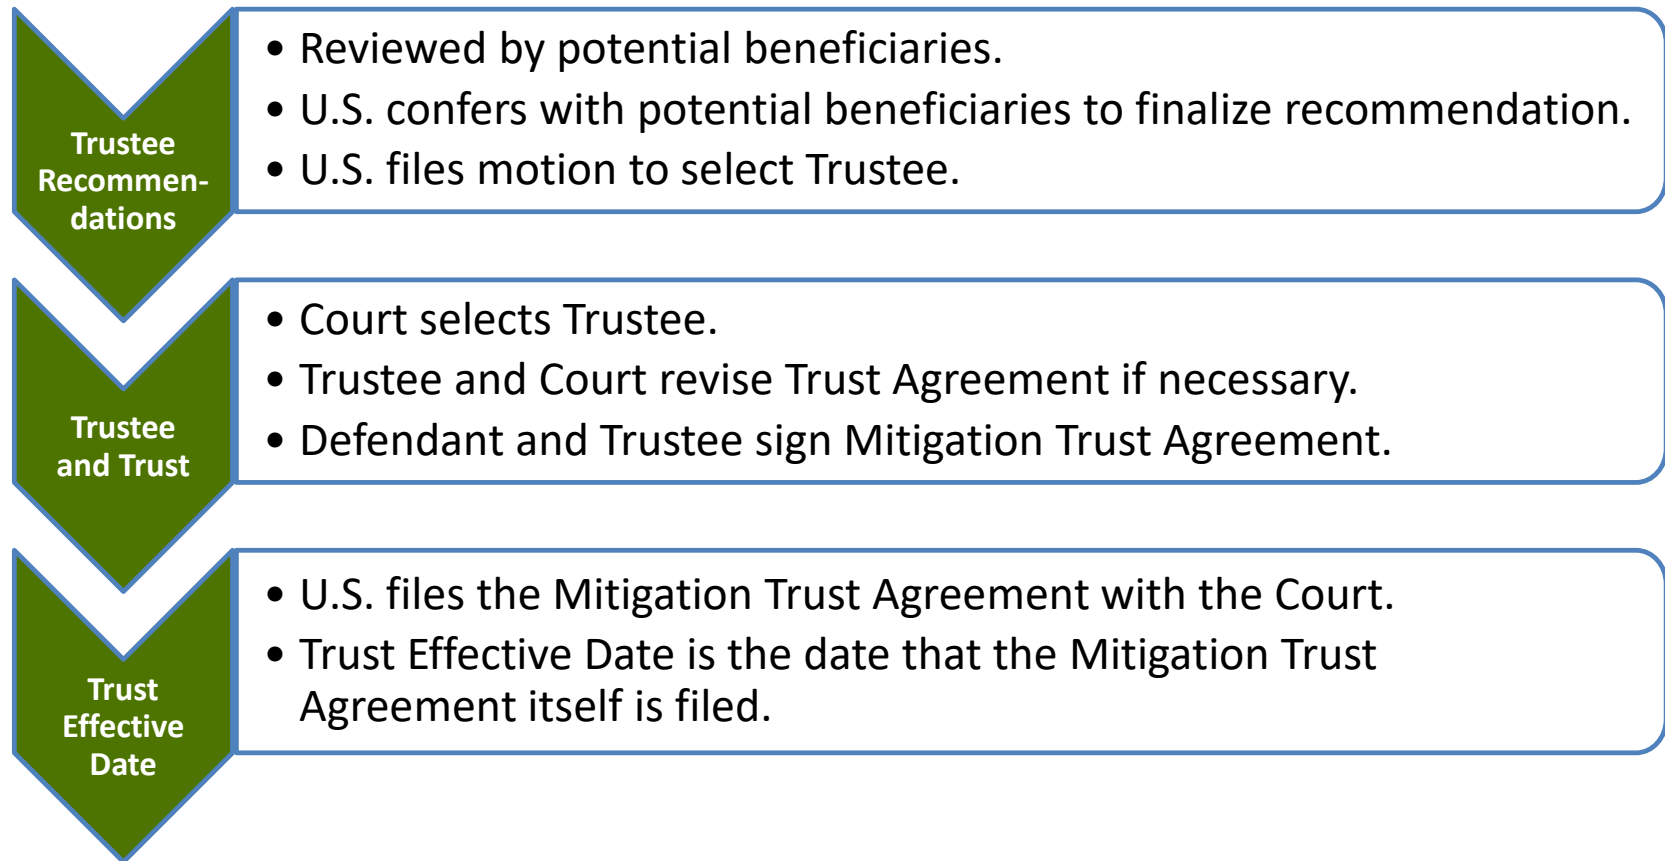 Trustee
Recommen-
dations
• Reviewed by potential beneficiaries.
• U.S. confers with potential beneficiaries to finalize recommendation.
• U.S. files motion to select Trustee.
Trustee
and Trust
• Court selects Trustee.
• Trustee and Court revise Trust Agreement if necessary.
• Defendant and Trustee sign Mitigation Trust Agreement.
Trust
Effective
Date
• U.S. files the Mitigation Trust Agreement with the Court.
• Trust Effective Date is the date that the Mitigation Trust
Agreement itself is filed.